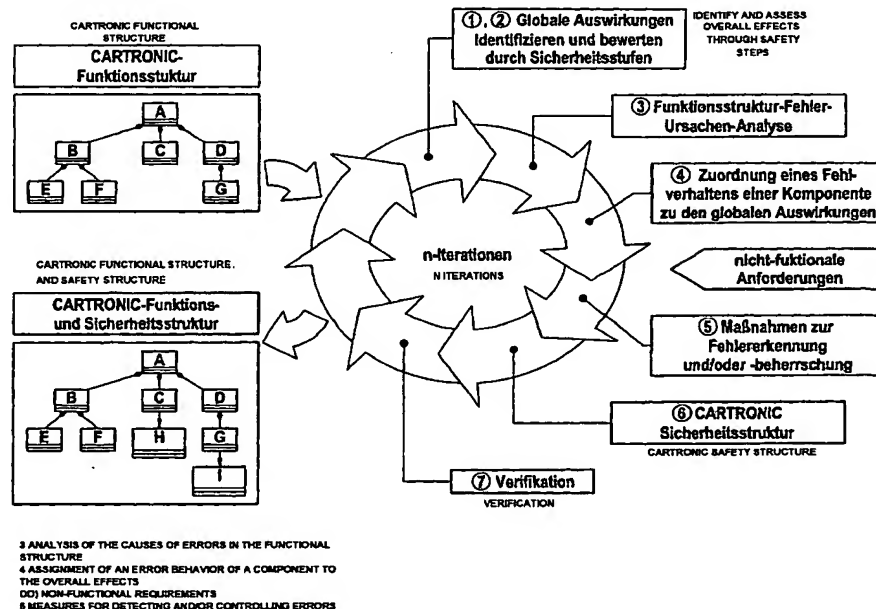 CARTRONIC FUNCTIONAL
STRUCTURE
CARTRONIC-
Funktionsstuktur
A
B
C
D
E
F
G
①, ② Globale Auswirkungen
Identifizieren und bewerten
durch Sicherheitsstufen
IDENTIFY AND ASSESS
OVERALL EFFECTS
THROUGH SAFETY
STEPS
③ Funktionsstruktur-Fehler-
Ursachen-Analyse
④ Zuordnung eines Fehl-
verhaltens einer Komponente
zu den globalen Auswirkungen
n-Iterationen
N ITERATIONS
nicht-fuktionale
Anforderungen
CARTRONIC FUNCTIONAL STRUCTURE.
AND SAFETY STRUCTURE
CARTRONIC-Funktions-
und Sicherheitsstruktur
A
B
C
D
E
F
H
G
I
⑤ Maßnahmen zur
Fehlererkennung
und/oder -beherrschung
⑥ CARTRONIC
Sicherheitsstruktur
CARTRONIC SAFETY STRUCTURE
⑦ Verifikation
VERIFICATION
3 ANALYSIS OF THE CAUSES OF ERRORS IN THE FUNCTIONAL
STRUCTURE
4 ASSIGNMENT OF AN ERROR BEHAVIOR OF A COMPONENT TO
THE OVERALL EFFECTS
DD) NON-FUNCTIONAL REQUIREMENTS
5 MEASURES FOR DETECTING AND/OR CONTROLLING ERRORS